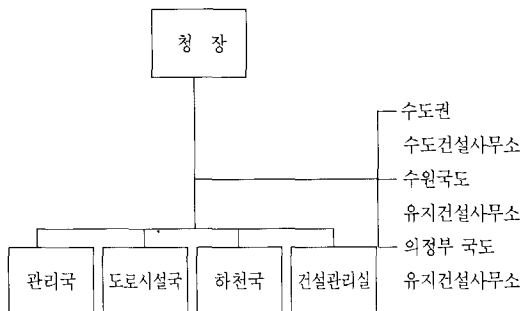 청 장
수도권
수도건설사무소
수원국도
유지건설사무소
의정부 국도
유지건설사무소
관리국
도로시설국
하천국
건설관리실